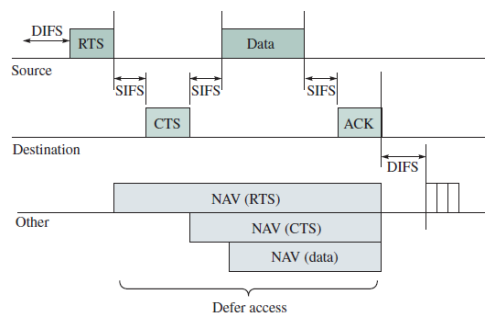 DIFS
RTS
Data
Source
SIFS
SIFS
SIFS
CTS
ACK
Destination
DIFS
NAV (RTS)
Other
NAV (CTS)
NAV (data)
Defer access